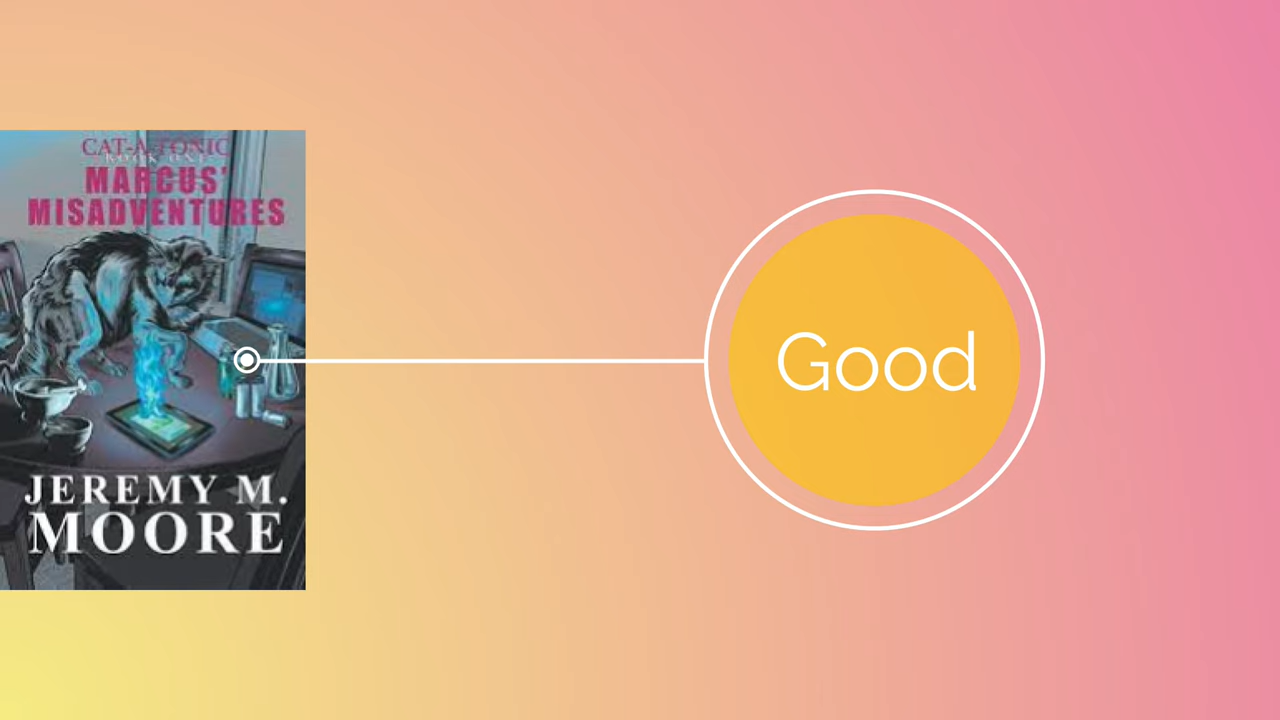 CAT-A-TONIC
BOOK ONE
MARCUS'
MISADVENTURES
JEREMY M.
MOORE
Good